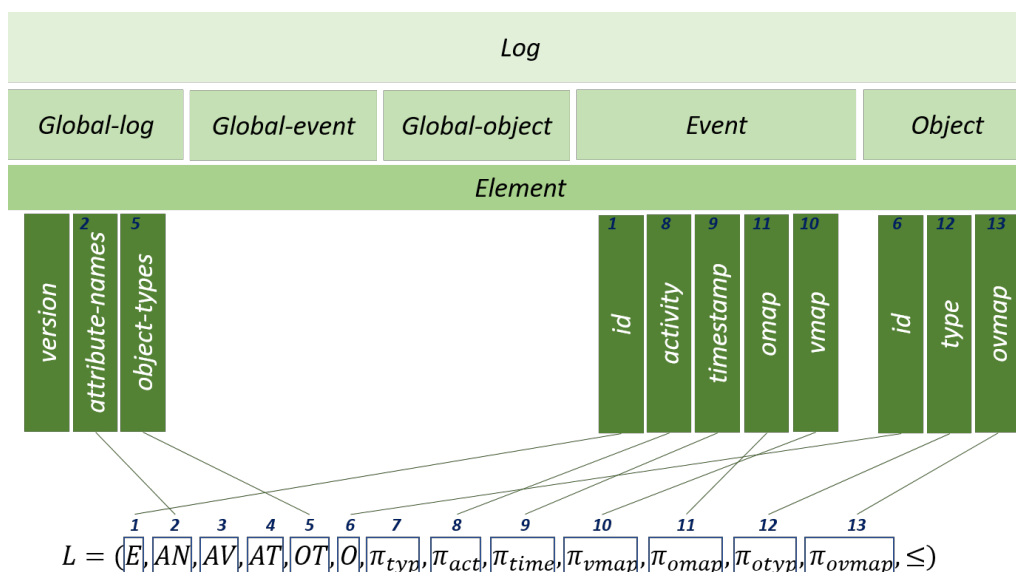 Log
Global-log Global-event Global-object Event Object
Element
2 5 1 8 9 11 10 6 12 13
version attribute-names object-types id activity timestamp omap vmap id type ovmap
1 2 3 4 5 6 7 8 9 10 11 12 13
L = (E, AN, AV, AT, OT, O, π_typ, π_act, π_time, π_vmap, π_omap, π_otyp, π_ovmap, ≤)